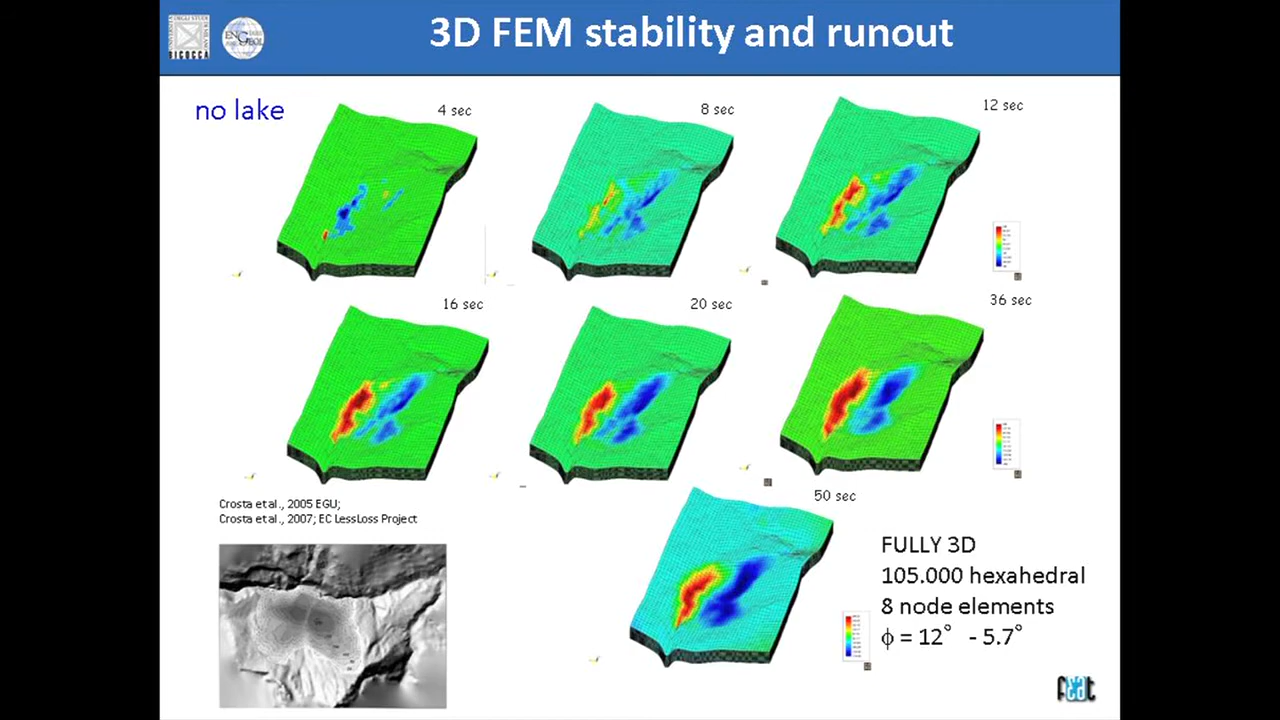 3D FEM stability and runout
BICOCCA
no lake
4 sec
8 sec
12 sec
16 sec
20 sec
36 sec
Crosta et al., 2005 EGU;
Crosta et al., 2007; EC LessLoss Project
50 sec
FULLY 3D
105.000 hexahedral
8 node elements
ϕ = 12° - 5.7°